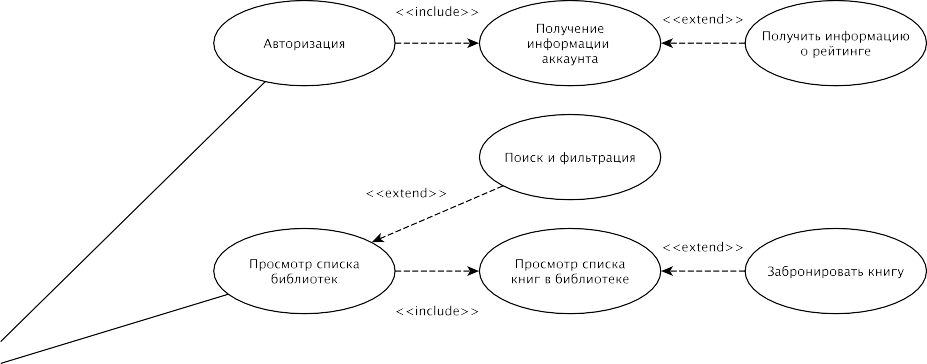 <<include>>
<<extend>>
Авторизация
Получение
информации
аккаунта
Получить информацию
о рейтинге
Поиск и фильтрация
<<extend>>
Просмотр списка
библиотек
Просмотр списка
книг в библиотеке
<<extend>>
Забронировать книгу
<<include>>